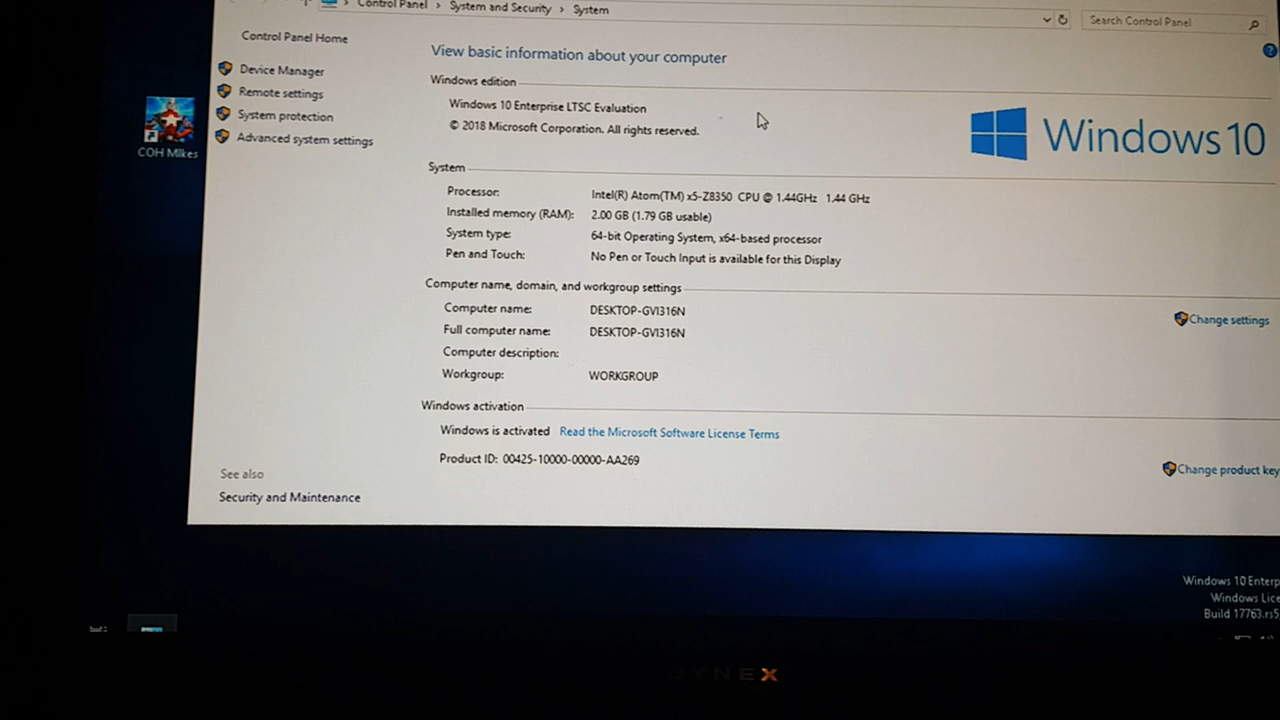 Control Panel > System and Security > System
Search Control Panel
Control Panel Home
Device Manager
Remote settings
System protection
Advanced system settings
COH MIkes
View basic information about your computer
Windows edition
Windows 10 Enterprise LTSC Evaluation
© 2018 Microsoft Corporation. All rights reserved.
Windows 10
System
Processor: Intel(R) Atom(TM) x5-Z8350 CPU @ 1.44GHz 1.44 GHz
Installed memory (RAM): 2.00 GB (1.79 GB usable)
System type: 64-bit Operating System, x64-based processor
Pen and Touch: No Pen or Touch Input is available for this Display
Computer name, domain, and workgroup settings
Computer name: DESKTOP-GVI316N
Change settings
Full computer name: DESKTOP-GVI316N
Computer description:
Workgroup: WORKGROUP
Windows activation
Windows is activated Read the Microsoft Software License Terms
Product ID: 00425-10000-00000-AA269
Change product key
See also
Security and Maintenance
Windows 10 Enterp
Windows Lice
Build 17763.rs5
YNEX